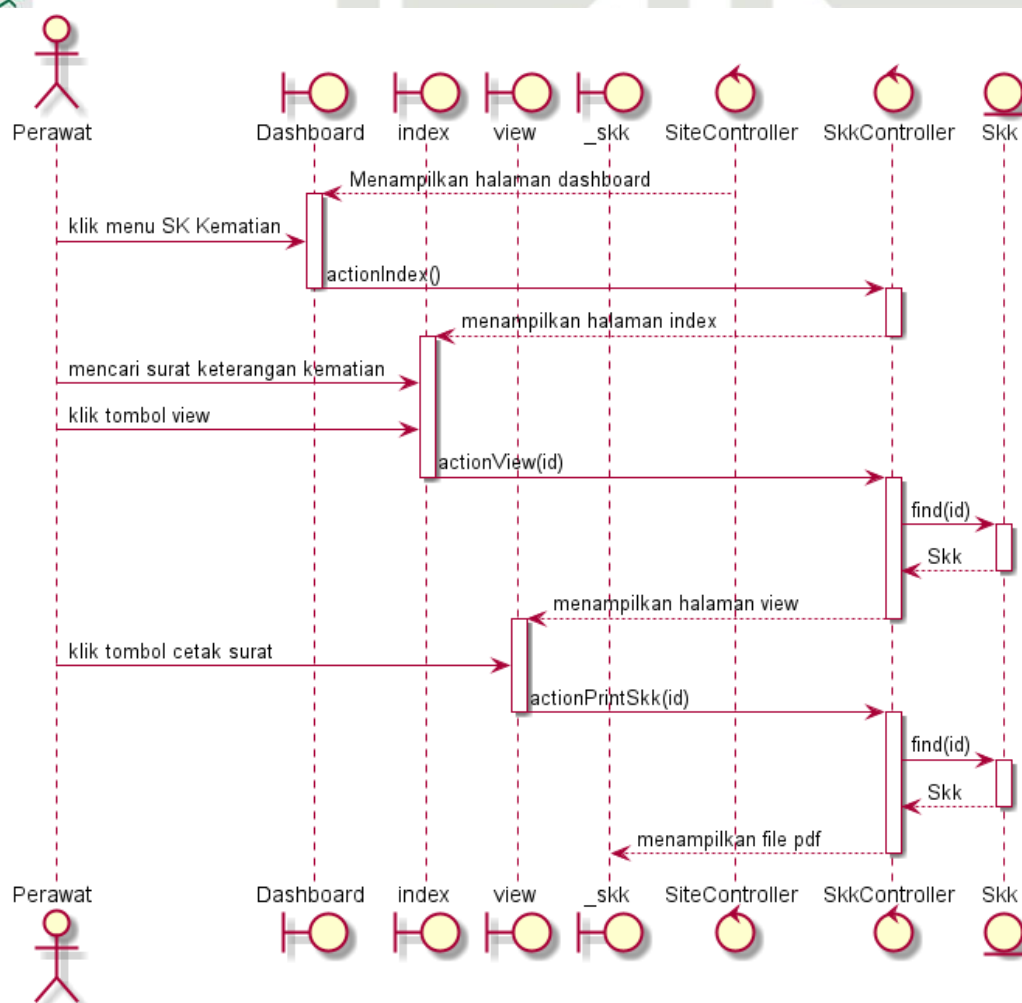 Perawat Dashboard index view _skk SiteController SkkController Skk
Menampilkan halaman dashboard
klik menu SK Kematian
actionIndex()
menampilkan halaman index
mencari surat keterangan kematian
klik tombol view
actionView(id)
find(id)
Skk
menampilkan halaman view
klik tombol cetak surat
actionPrintSkk(id)
find(id)
Skk
menampilkan file pdf
Perawat Dashboard index view _skk SiteController SkkController Skk